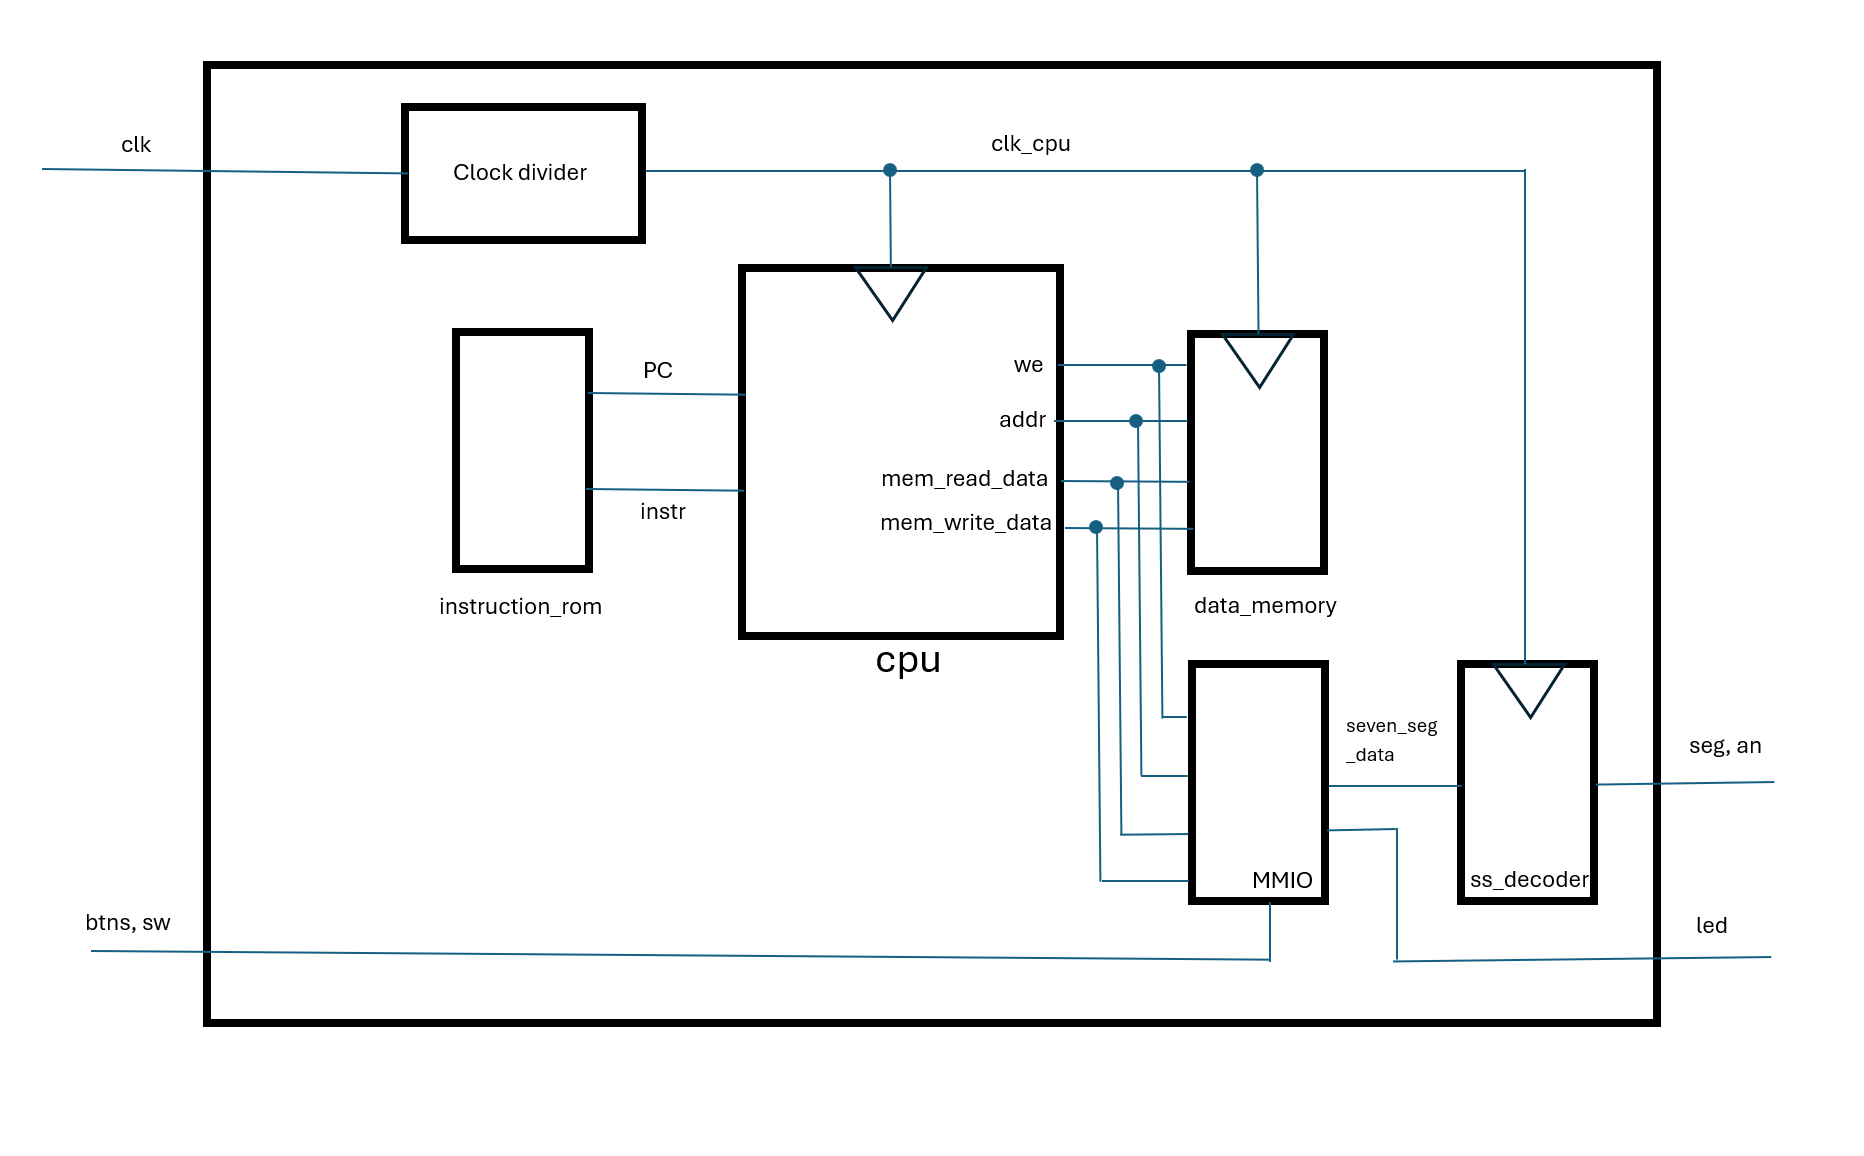 clk
Clock divider
clk_cpu
PC
we
addr
mem_read_data
instr
mem_write_data
instruction_rom
data_memory
cpu
seven_seg
_data
seg, an
MMIO
ss_decoder
btns, sw
led